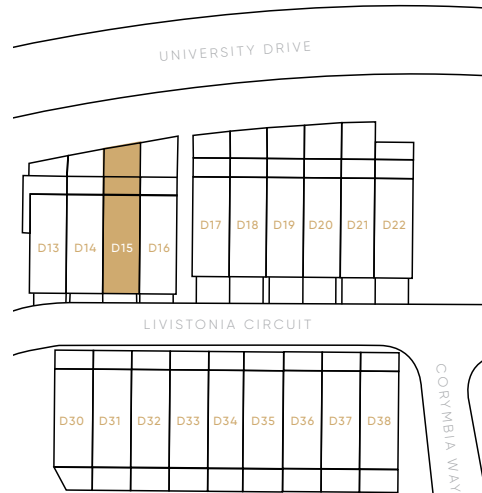 UNIVERSITY DRIVE
D17 D18 D19 D20 D21 D22
D13 D14 D15 D16
LIVISTONIA CIRCUIT
D30 D31 D32 D33 D34 D35 D36 D37 D38
CORYMBIA WAY